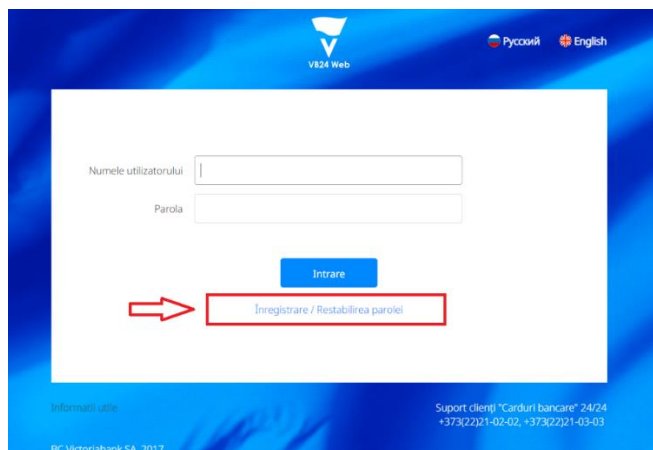 VB24 Web
Русский English
Numele utilizatorului
Parola
Intrare
Înregistrare / Restabilirea parolei
Informatii utile
Suport clienți "Carduri bancare" 24/24
+373(22)21-02-02, +373(22)21-03-03
BC Victoriabank SA, 2017